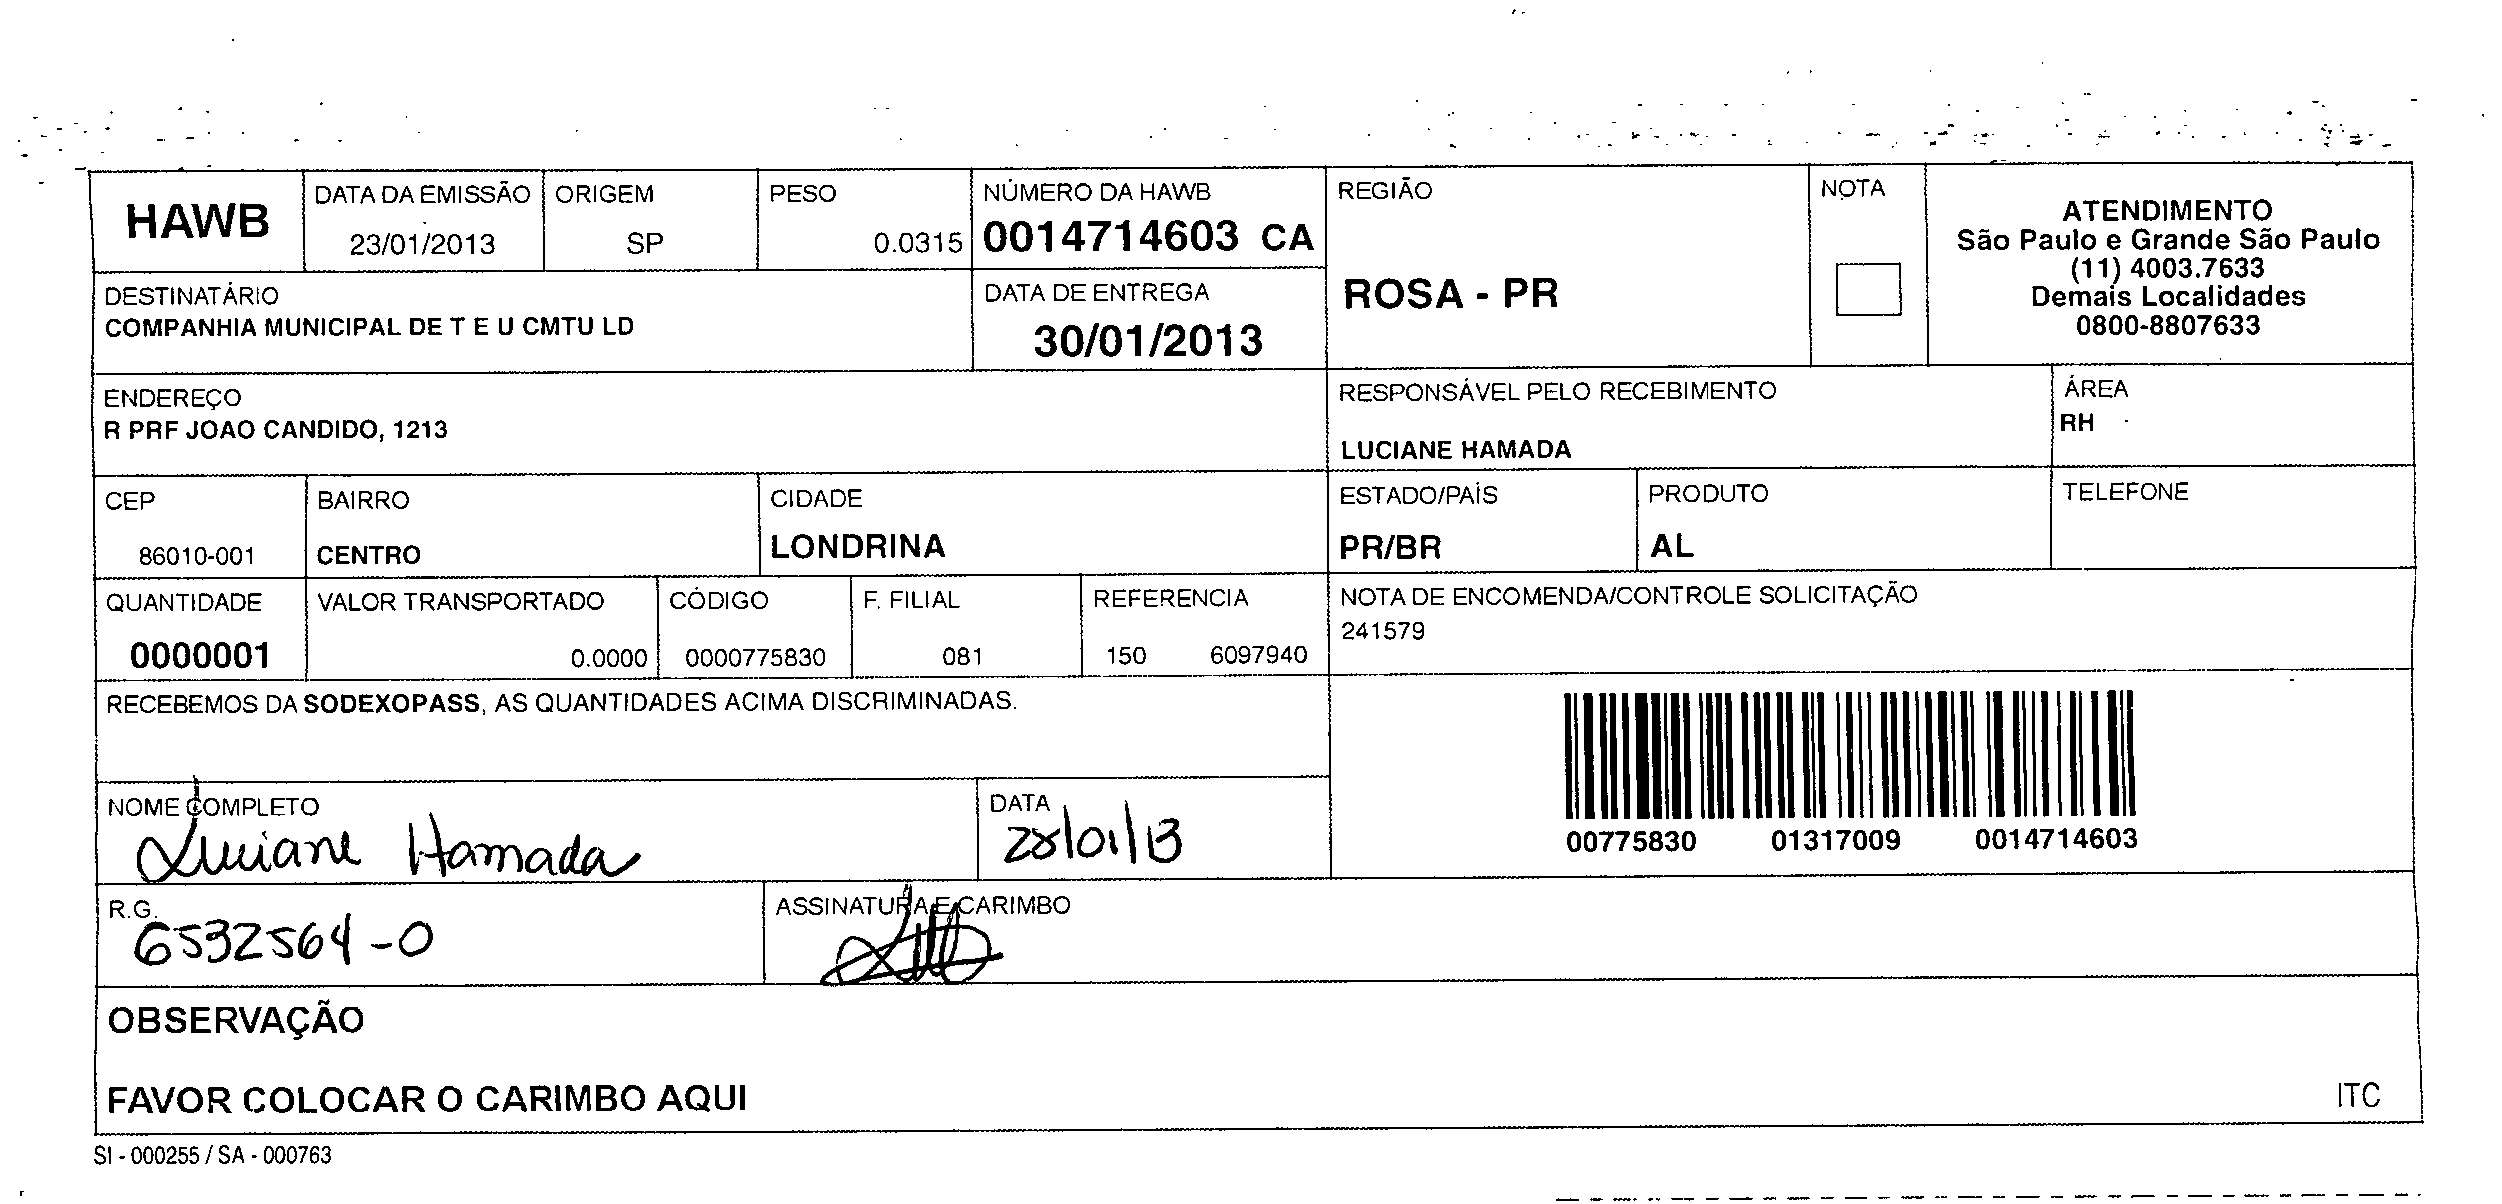 HAWB
DATA DA EMISSÃO
23/01/2013
ORIGEM
SP
PESO
0.0315
NÚMERO DA HAWB
0014714603 CA
REGIÃO
ROSA - PR
NOTA
ATENDIMENTO
São Paulo e Grande São Paulo
(11) 4003.7633
Demais Localidades
0800-8807633
DESTINATÁRIO
COMPANHIA MUNICIPAL DE T E U CMTU LD
DATA DE ENTREGA
30/01/2013
ENDEREÇO
R PRF JOAO CANDIDO, 1213
RESPONSÁVEL PELO RECEBIMENTO
LUCIANE HAMADA
ÁREA
RH
CEP
86010-001
BAIRRO
CENTRO
CIDADE
LONDRINA
ESTADO/PAÍS
PR/BR
PRODUTO
AL
TELEFONE
QUANTIDADE
0000001
VALOR TRANSPORTADO
0.0000
CÓDIGO
0000775830
F. FILIAL
081
REFERENCIA
150 6097940
NOTA DE ENCOMENDA/CONTROLE SOLICITAÇÃO
241579
RECEBEMOS DA SODEXOPASS, AS QUANTIDADES ACIMA DISCRIMINADAS.
00775830 01317009 0014714603
NOME COMPLETO
Luciane Hamada
DATA
28/01/13
R.G.
6532564-0
ASSINATURA E CARIMBO
OBSERVAÇÃO
FAVOR COLOCAR O CARIMBO AQUI
ITC
SI - 000255 / SA - 000763